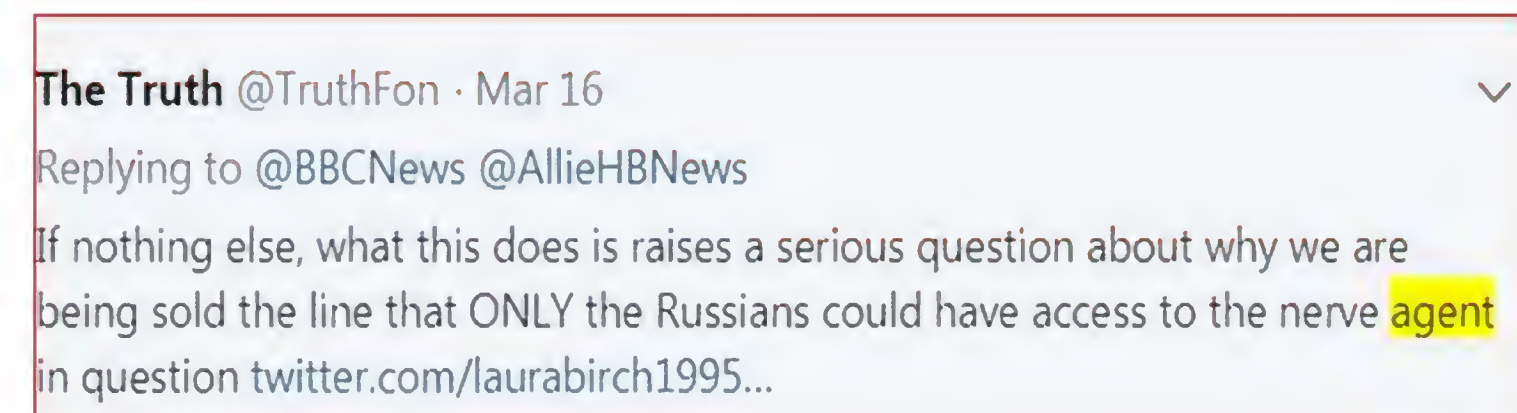 The Truth @TruthFon · Mar 16
Replying to @BBCNews @AllieHBNews
If nothing else, what this does is raises a serious question about why we are
being sold the line that ONLY the Russians could have access to the nerve agent
in question twitter.com/laurabirch1995...